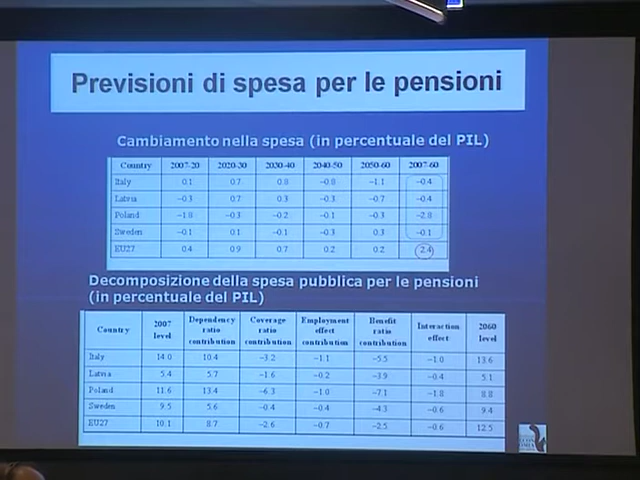 Previsioni di spesa per le pensioni
Cambiamento nella spesa (in percentuale del PIL)
Country 2007-20 2020-30 2030-40 2040-50 2050-60 2007-60
Italy 0.1 0.7 0.8 -0.8 -1.1 -0.4
Latvia -0.3 0.7 0.3 -0.3 -0.7 -0.4
Poland -1.8 -0.3 -0.2 -0.1 -0.3 -2.8
Sweden -0.1 0.1 -0.1 -0.3 0.3 -0.1
EU27 0.4 0.9 0.7 0.2 0.2 2.4
Decomposizione della spesa pubblica per le pensioni
(in percentuale del PIL)
Country 2007 level Dependency ratio contribution Coverage ratio contribution Employment effect contribution Benefit ratio contribution Interaction effect 2060 level
Italy 14.0 10.4 -3.2 -1.1 -5.5 -1.0 13.6
Latvia 5.4 5.7 -1.6 -0.2 -3.9 -0.4 5.1
Poland 11.6 13.4 -6.3 -1.0 -7.1 -1.8 8.8
Sweden 9.5 5.6 -0.4 -0.4 -4.3 -0.6 9.4
EU27 10.1 8.7 -2.6 -0.7 -2.5 -0.6 12.5